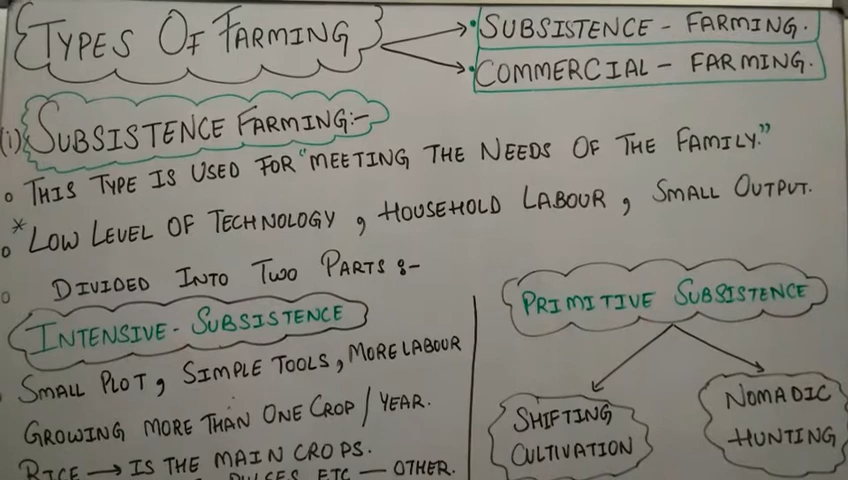 TYPES OF FARMING
• SUBSISTENCE - FARMING.
• COMMERCIAL - FARMING.
(i) SUBSISTENCE FARMING:-
o THIS TYPE IS USED FOR "MEETING THE NEEDS OF THE FAMILY."
o * LOW LEVEL OF TECHNOLOGY, HOUSEHOLD LABOUR, SMALL OUTPUT.
o DIVIDED INTO TWO PARTS :-
INTENSIVE - SUBSISTENCE
SMALL PLOT, SIMPLE TOOLS, MORE LABOUR
GROWING MORE THAN ONE CROP / YEAR.
RICE → IS THE MAIN CROPS.
PULSES ETC — OTHER.
PRIMITIVE SUBSISTENCE
SHIFTING
CULTIVATION
NOMADIC
HUNTING